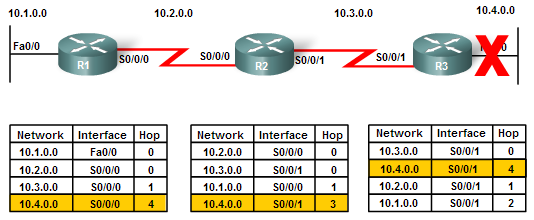 10.1.0.0 10.2.0.0 10.3.0.0 10.4.0.0
Fa0/0 S0/0/0 S0/0/0 S0/0/1 S0/0/1
R1 R2 R3
Network Interface Hop
10.1.0.0 Fa0/0 0
10.2.0.0 S0/0/0 0
10.3.0.0 S0/0/0 1
10.4.0.0 S0/0/0 4
Network Interface Hop
10.2.0.0 S0/0/0 0
10.3.0.0 S0/0/1 0
10.1.0.0 S0/0/0 1
10.4.0.0 S0/0/1 3
Network Interface Hop
10.3.0.0 S0/0/1 0
10.4.0.0 S0/0/1 4
10.2.0.0 S0/0/1 1
10.1.0.0 S0/0/1 2